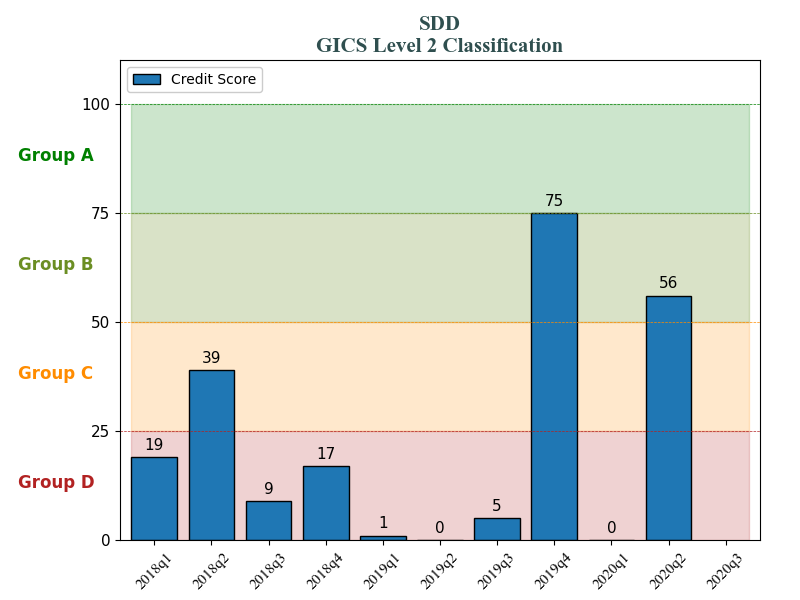 SDD
GICS Level 2 Classification
Credit Score
100
Group A
75
75
Group B
56
50
39
Group C
25
19
17
9
Group D
5
1
0
0
0
2018q1
2018q2
2018q3
2018q4
2019q1
2019q2
2019q3
2019q4
2020q1
2020q2
2020q3